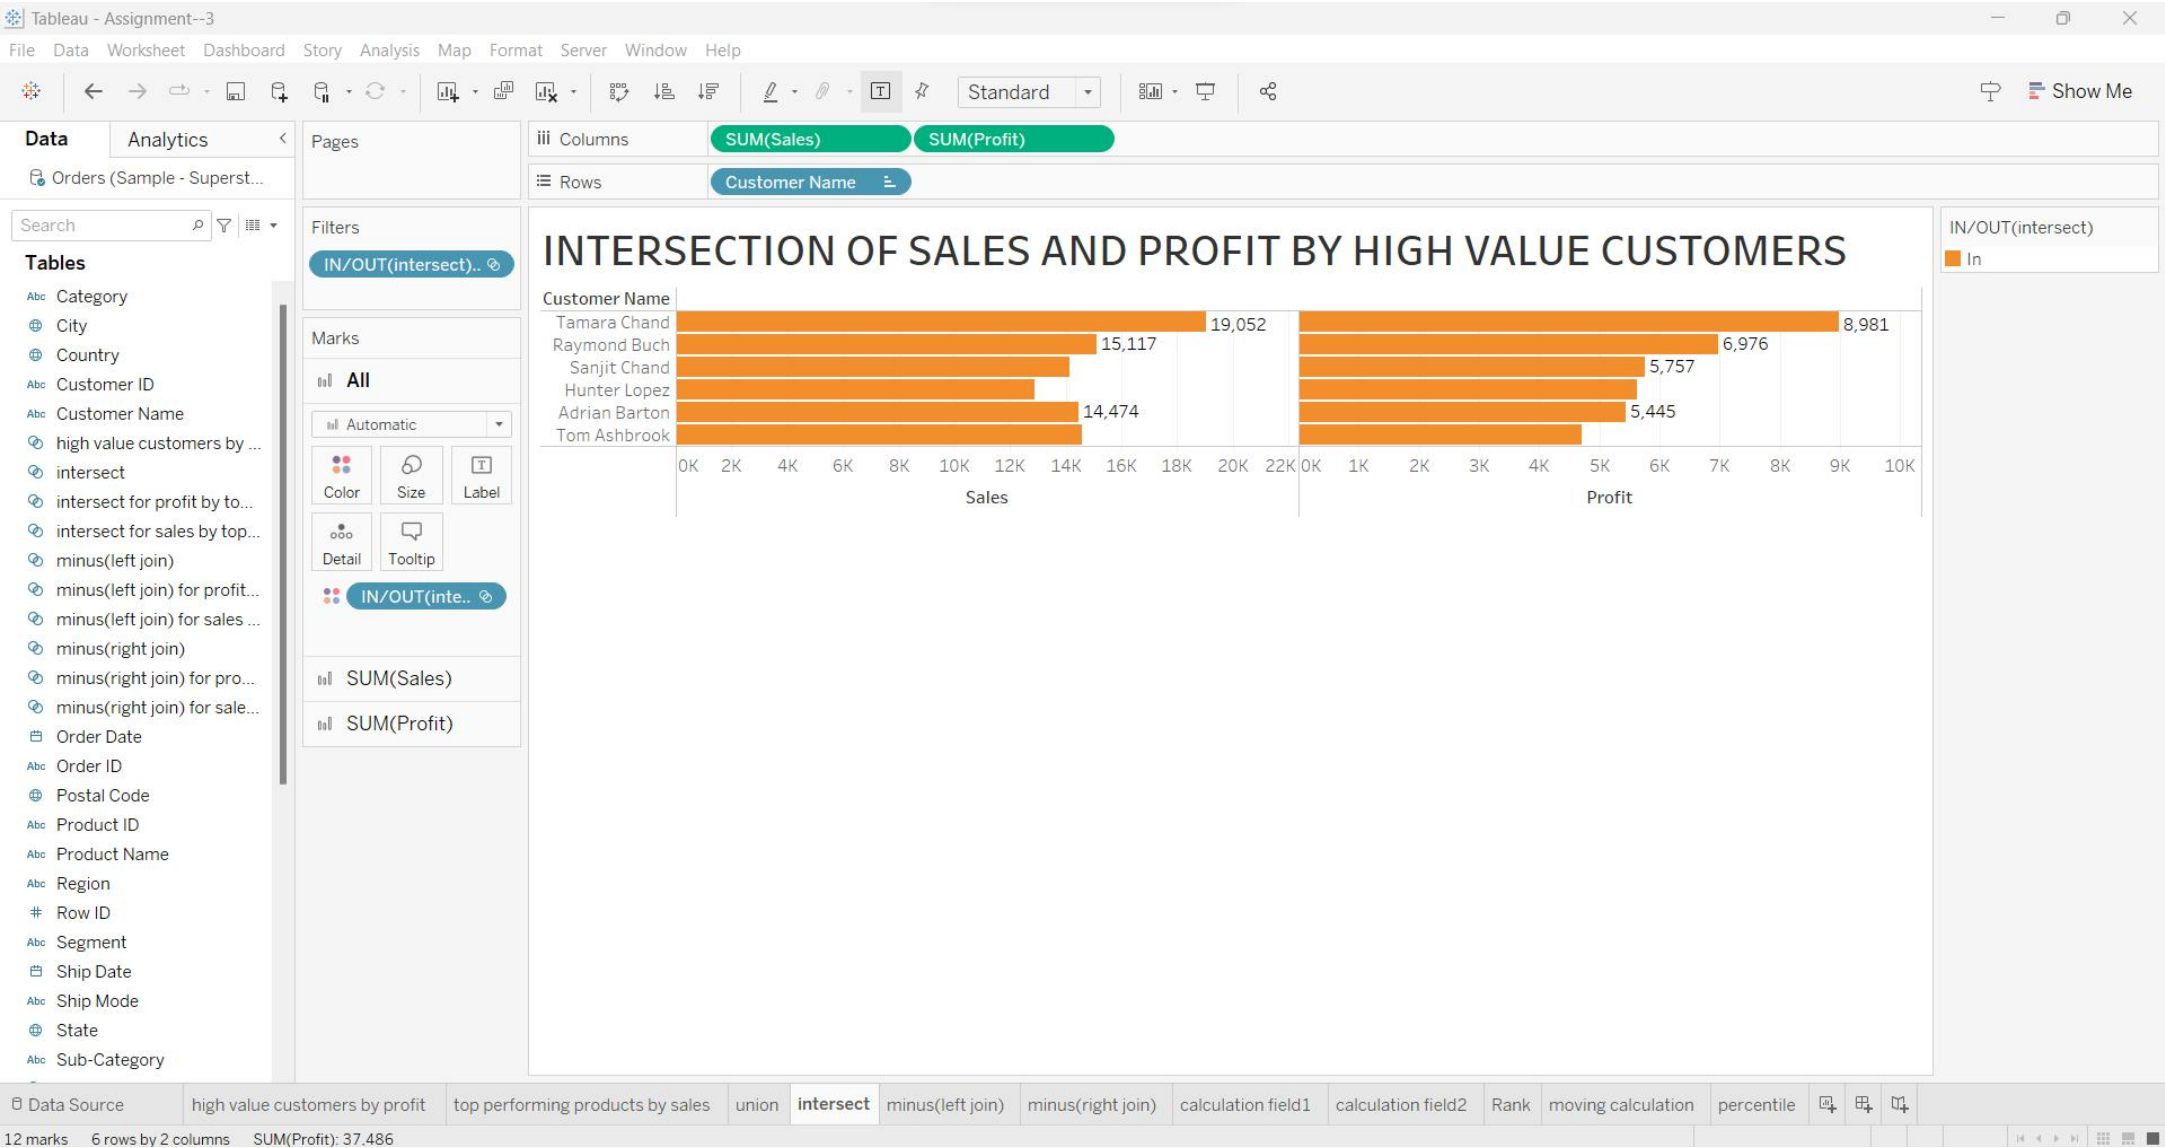 Tableau - Assignment--3
File Data Worksheet Dashboard Story Analysis Map Format Server Window Help
Standard
Show Me
Data Analytics
Orders (Sample - Superst...
Search
Tables
Abc Category
City
Country
Abc Customer ID
Abc Customer Name
high value customers by ...
intersect
intersect for profit by to...
intersect for sales by top...
minus(left join)
minus(left join) for profit...
minus(left join) for sales ...
minus(right join)
minus(right join) for pro...
minus(right join) for sale...
Order Date
Abc Order ID
Postal Code
Abc Product ID
Abc Product Name
Abc Region
# Row ID
Abc Segment
Ship Date
Abc Ship Mode
State
Abc Sub-Category
Pages
Filters
IN/OUT(intersect)..
Marks
All
Automatic
Color Size Label
Detail Tooltip
IN/OUT(inte..
SUM(Sales)
SUM(Profit)
Columns SUM(Sales) SUM(Profit)
Rows Customer Name
INTERSECTION OF SALES AND PROFIT BY HIGH VALUE CUSTOMERS
Customer Name
Tamara Chand 19,052 8,981
Raymond Buch 15,117 6,976
Sanjit Chand 5,757
Hunter Lopez
Adrian Barton 14,474 5,445
Tom Ashbrook
0K 2K 4K 6K 8K 10K 12K 14K 16K 18K 20K 22K 0K 1K 2K 3K 4K 5K 6K 7K 8K 9K 10K
Sales Profit
IN/OUT(intersect)
In
Data Source high value customers by profit top performing products by sales union intersect minus(left join) minus(right join) calculation field1 calculation field2 Rank moving calculation percentile
12 marks 6 rows by 2 columns SUM(Profit): 37,486